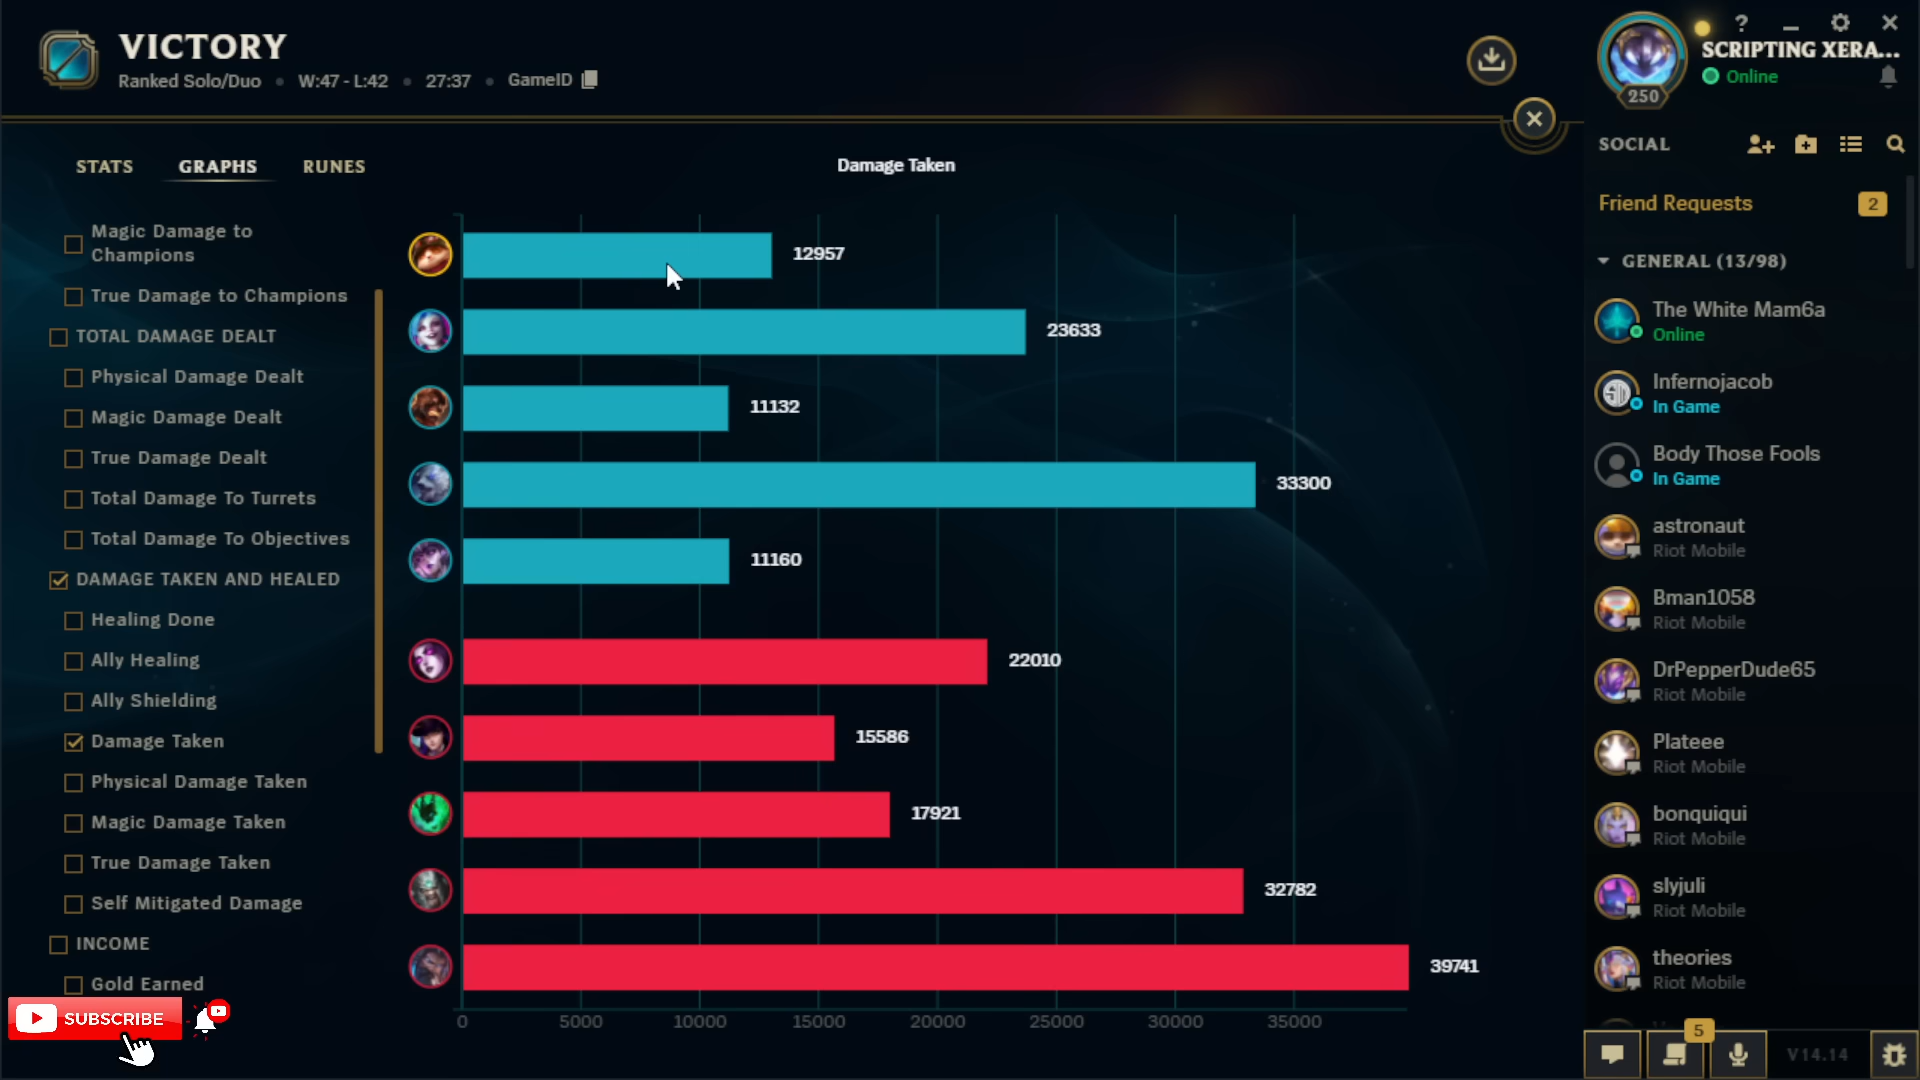 VICTORY
Ranked Solo/Duo • W:47 - L:42 • 27:37 • GameID
?
SCRIPTING XERA...
Online
250
STATS
GRAPHS
RUNES
Damage Taken
Magic Damage to
Champions
True Damage to Champions
TOTAL DAMAGE DEALT
Physical Damage Dealt
Magic Damage Dealt
True Damage Dealt
Total Damage To Turrets
Total Damage To Objectives
DAMAGE TAKEN AND HEALED
Healing Done
Ally Healing
Ally Shielding
Damage Taken
Physical Damage Taken
Magic Damage Taken
True Damage Taken
Self Mitigated Damage
INCOME
Gold Earned
SUBSCRIBE
12957
23633
11132
33300
11160
22010
15586
17921
32782
39741
0 5000 10000 15000 20000 25000 30000 35000
SOCIAL
Friend Requests 2
GENERAL (13/98)
The White Mam6a
Online
Infernojacob
In Game
Body Those Fools
In Game
astronaut
Riot Mobile
Bman1058
Riot Mobile
DrPepperDude65
Riot Mobile
Plateee
Riot Mobile
bonquiqui
Riot Mobile
slyjuli
Riot Mobile
theories
Riot Mobile
5
V14.14